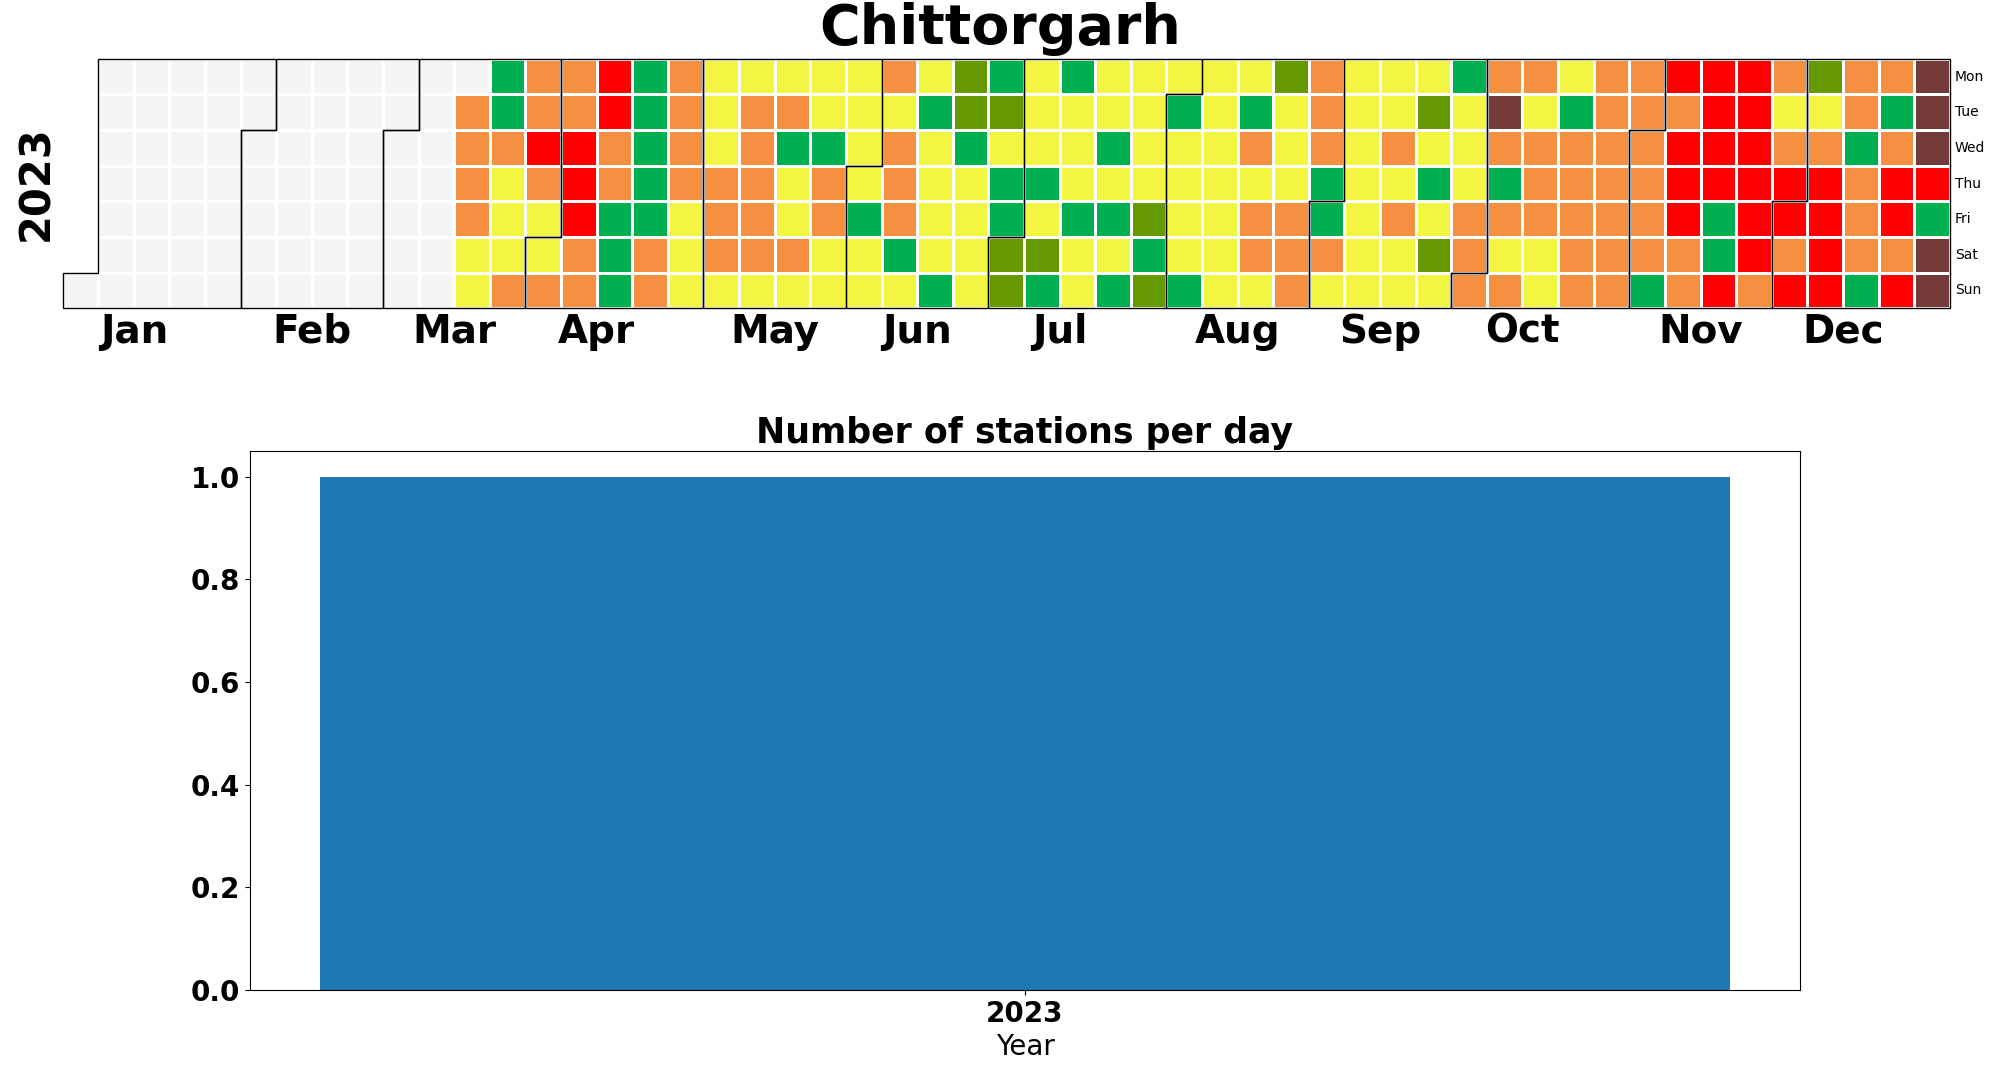 Chittorgarh
2023
Mon
Tue
Wed
Thu
Fri
Sat
Sun
Jan Feb Mar Apr May Jun Jul Aug Sep Oct Nov Dec
Number of stations per day
1.0
0.8
0.6
0.4
0.2
0.0
2023
Year